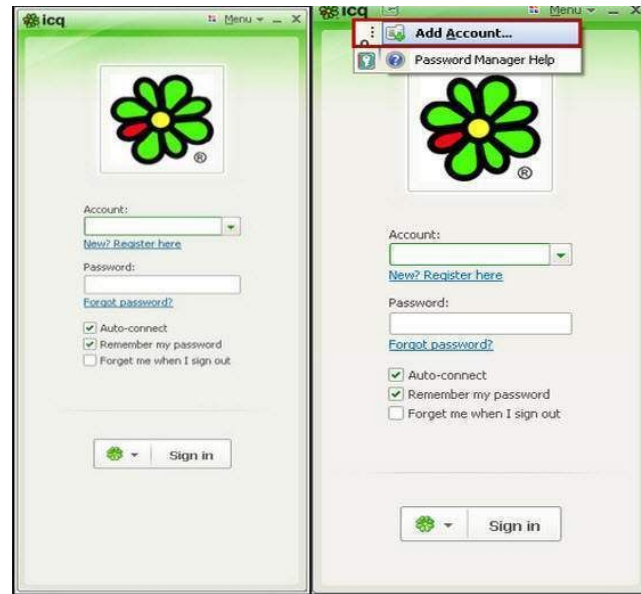 icq Menu
®
Account:
New? Register here
Password:
Forgot password?
Auto-connect
Remember my password
Forget me when I sign out
Sign in
icq Menu
Add Account...
Password Manager Help
®
Account:
New? Register here
Password:
Forgot password?
Auto-connect
Remember my password
Forget me when I sign out
Sign in